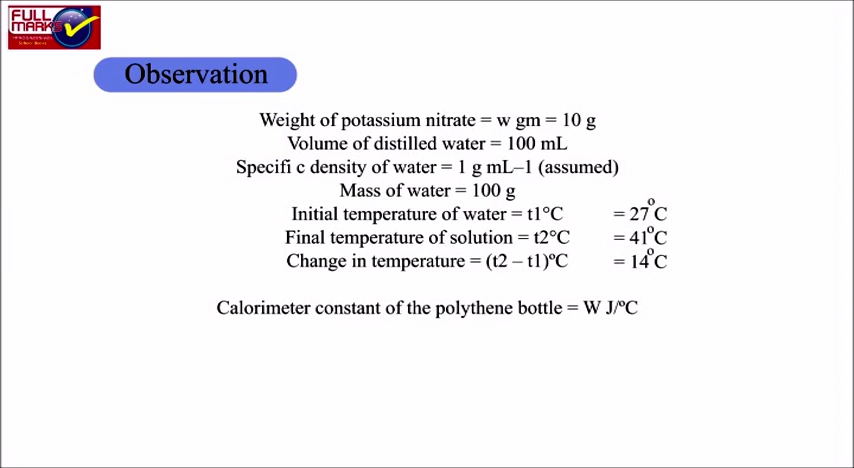 FULL
MARKS
Observation
Weight of potassium nitrate = w gm = 10 g
Volume of distilled water = 100 mL
Specifi c density of water = 1 g mL–1 (assumed)
Mass of water = 100 g
Initial temperature of water = t1°C = 27°C
Final temperature of solution = t2°C = 41°C
Change in temperature = (t2 – t1)ºC = 14°C
Calorimeter constant of the polythene bottle = W J/ºC